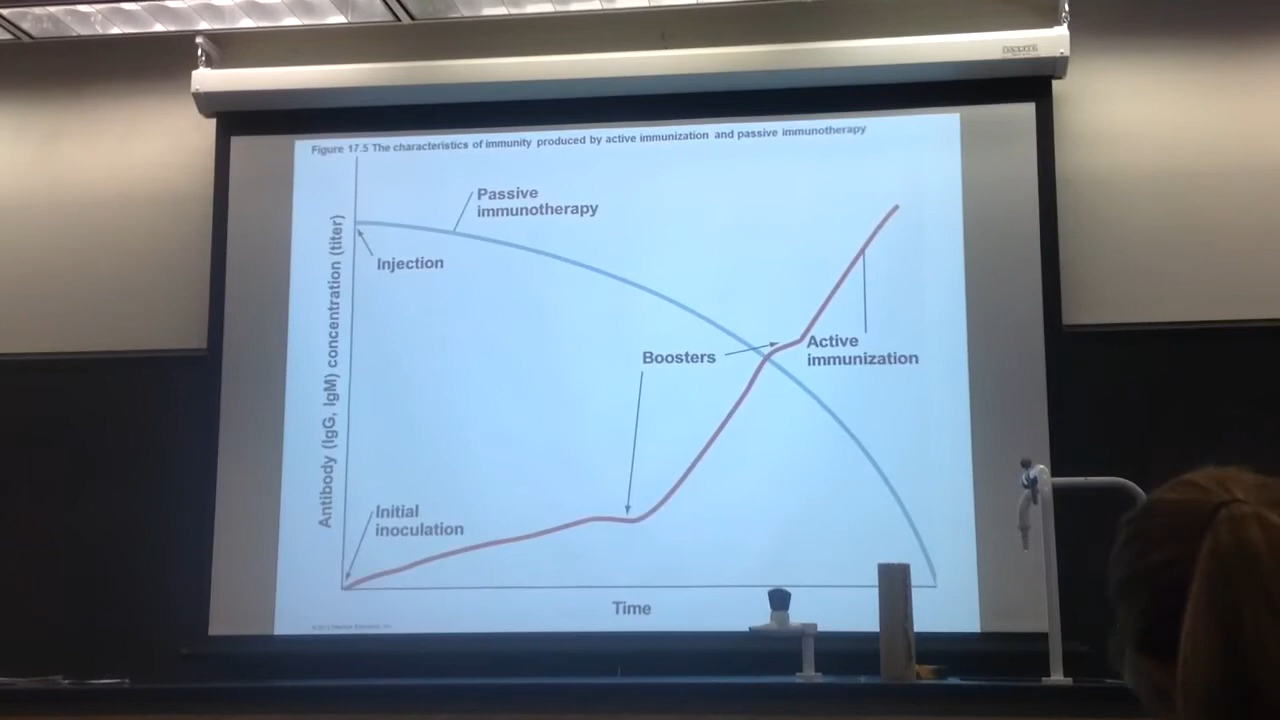 Figure 17.5 The characteristics of immunity produced by active immunization and passive immunotherapy
Passive
immunotherapy
Injection
Antibody (IgG, IgM) concentration (titer)
Boosters
Active
immunization
Initial
inoculation
Time